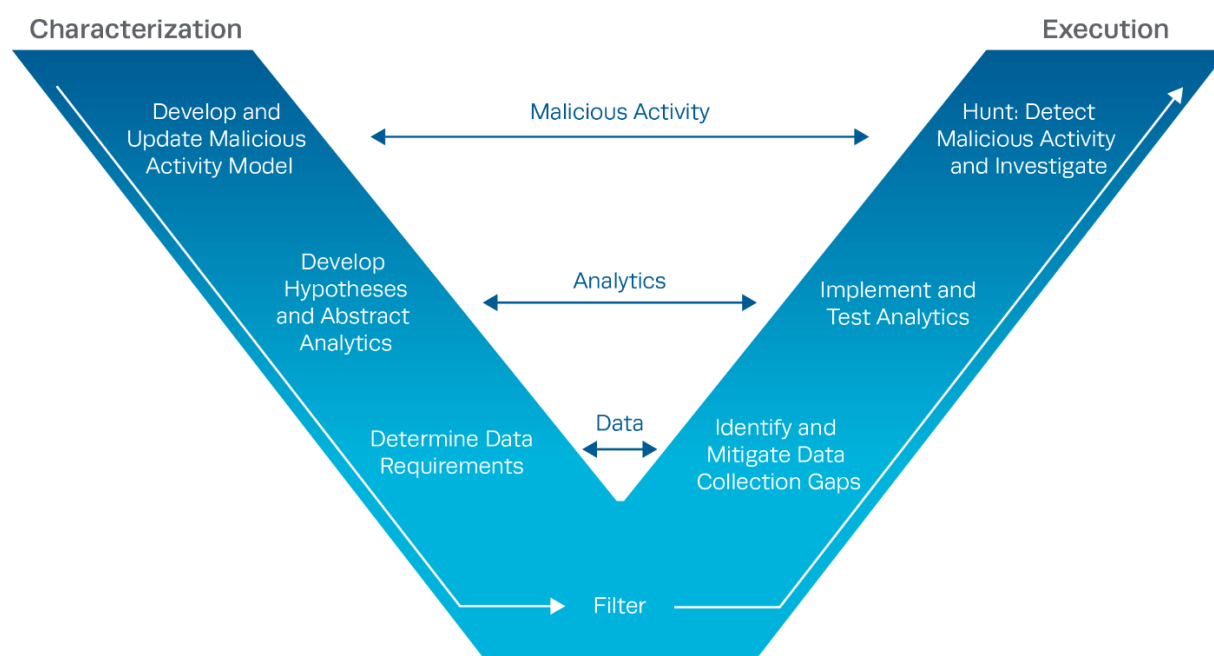 Characterization
Execution
Develop and
Update Malicious
Activity Model
Malicious Activity
Hunt: Detect
Malicious Activity
and Investigate
Develop
Hypotheses
and Abstract
Analytics
Analytics
Implement and
Test Analytics
Determine Data
Requirements
Data
Identify and
Mitigate Data
Collection Gaps
Filter